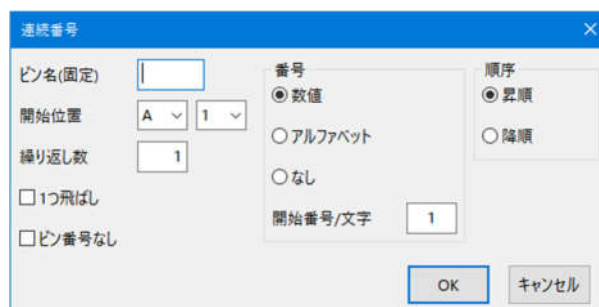 連続番号
ピン名(固定)
開始位置 A 1
繰り返し数 1
1つ飛ばし
ピン番号なし
番号
数値
アルファベット
なし
開始番号/文字 1
順序
昇順
降順
OK
キャンセル